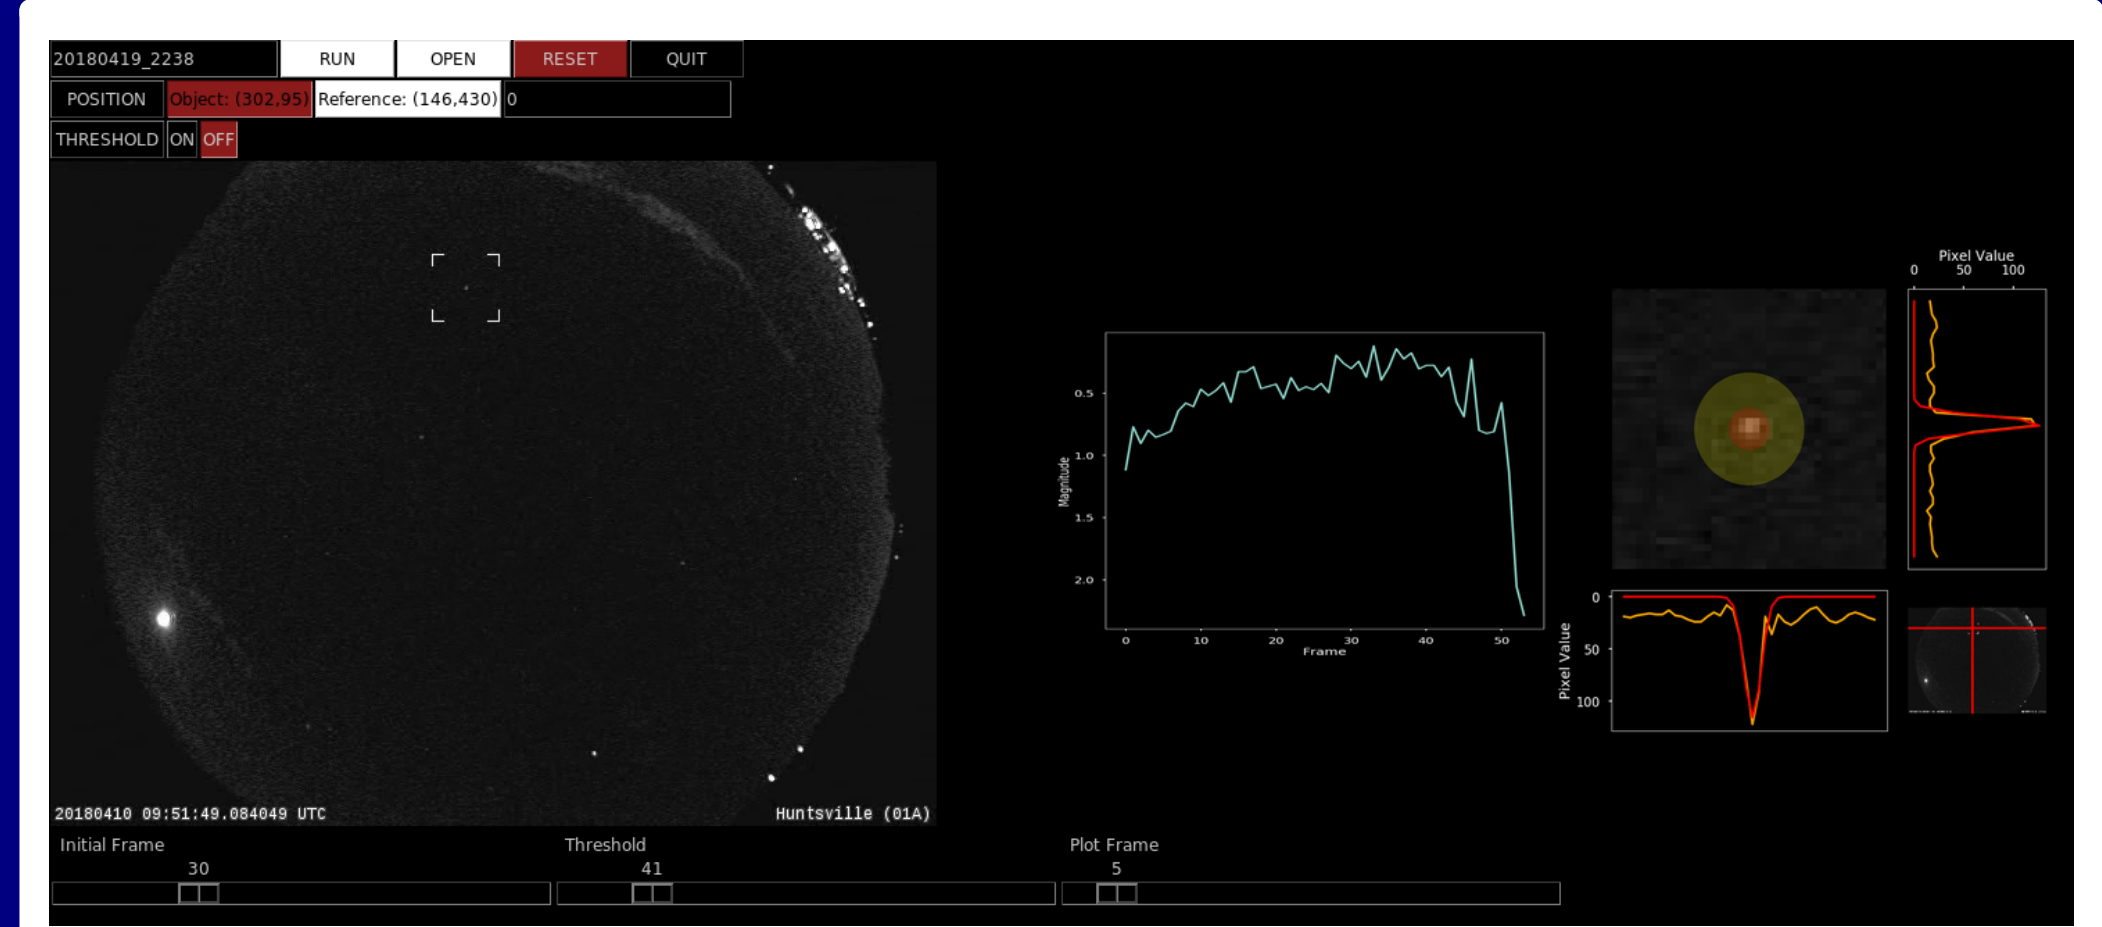 20180419_2238 RUN OPEN RESET QUIT
POSITION Object: (302,95) Reference: (146,430) 0
THRESHOLD ON OFF
20180410 09:51:49.084049 UTC Huntsville (01A)
Initial Frame
30
Threshold
41
Plot Frame
5
Magnitude
0.5
1.0
1.5
2.0
0 10 20 30 40 50
Frame
Pixel Value
0 50 100
Pixel Value
0
50
100